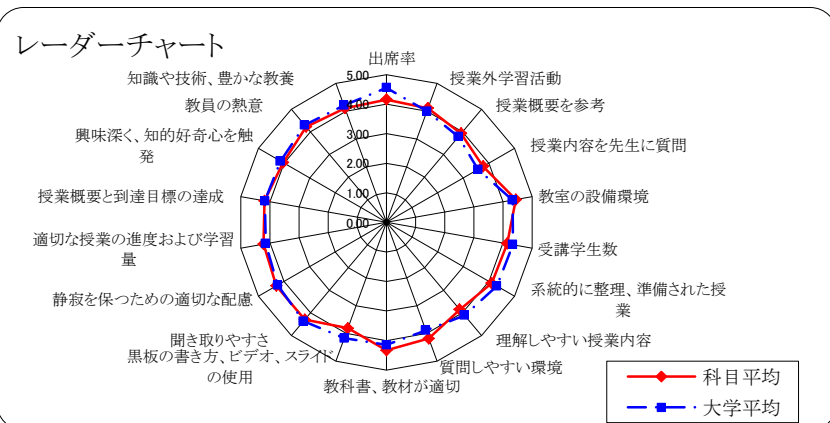 レーダーチャート
出席率
授業外学習活動
授業概要を参考
授業内容を先生に質問
教室の設備環境
受講学生数
系統的に整理、準備された授
業
理解しやすい授業内容
質問しやすい環境
教科書、教材が適切
黒板の書き方、ビデオ、スライド
の使用
聞き取りやすさ
静寂を保つための適切な配慮
適切な授業の進度および学習
量
授業概要と到達目標の達成
興味深く、知的好奇心を触
発
教員の熱意
知識や技術、豊かな教養
5.00
4.00
3.00
2.00
1.00
0.00
科目平均
大学平均